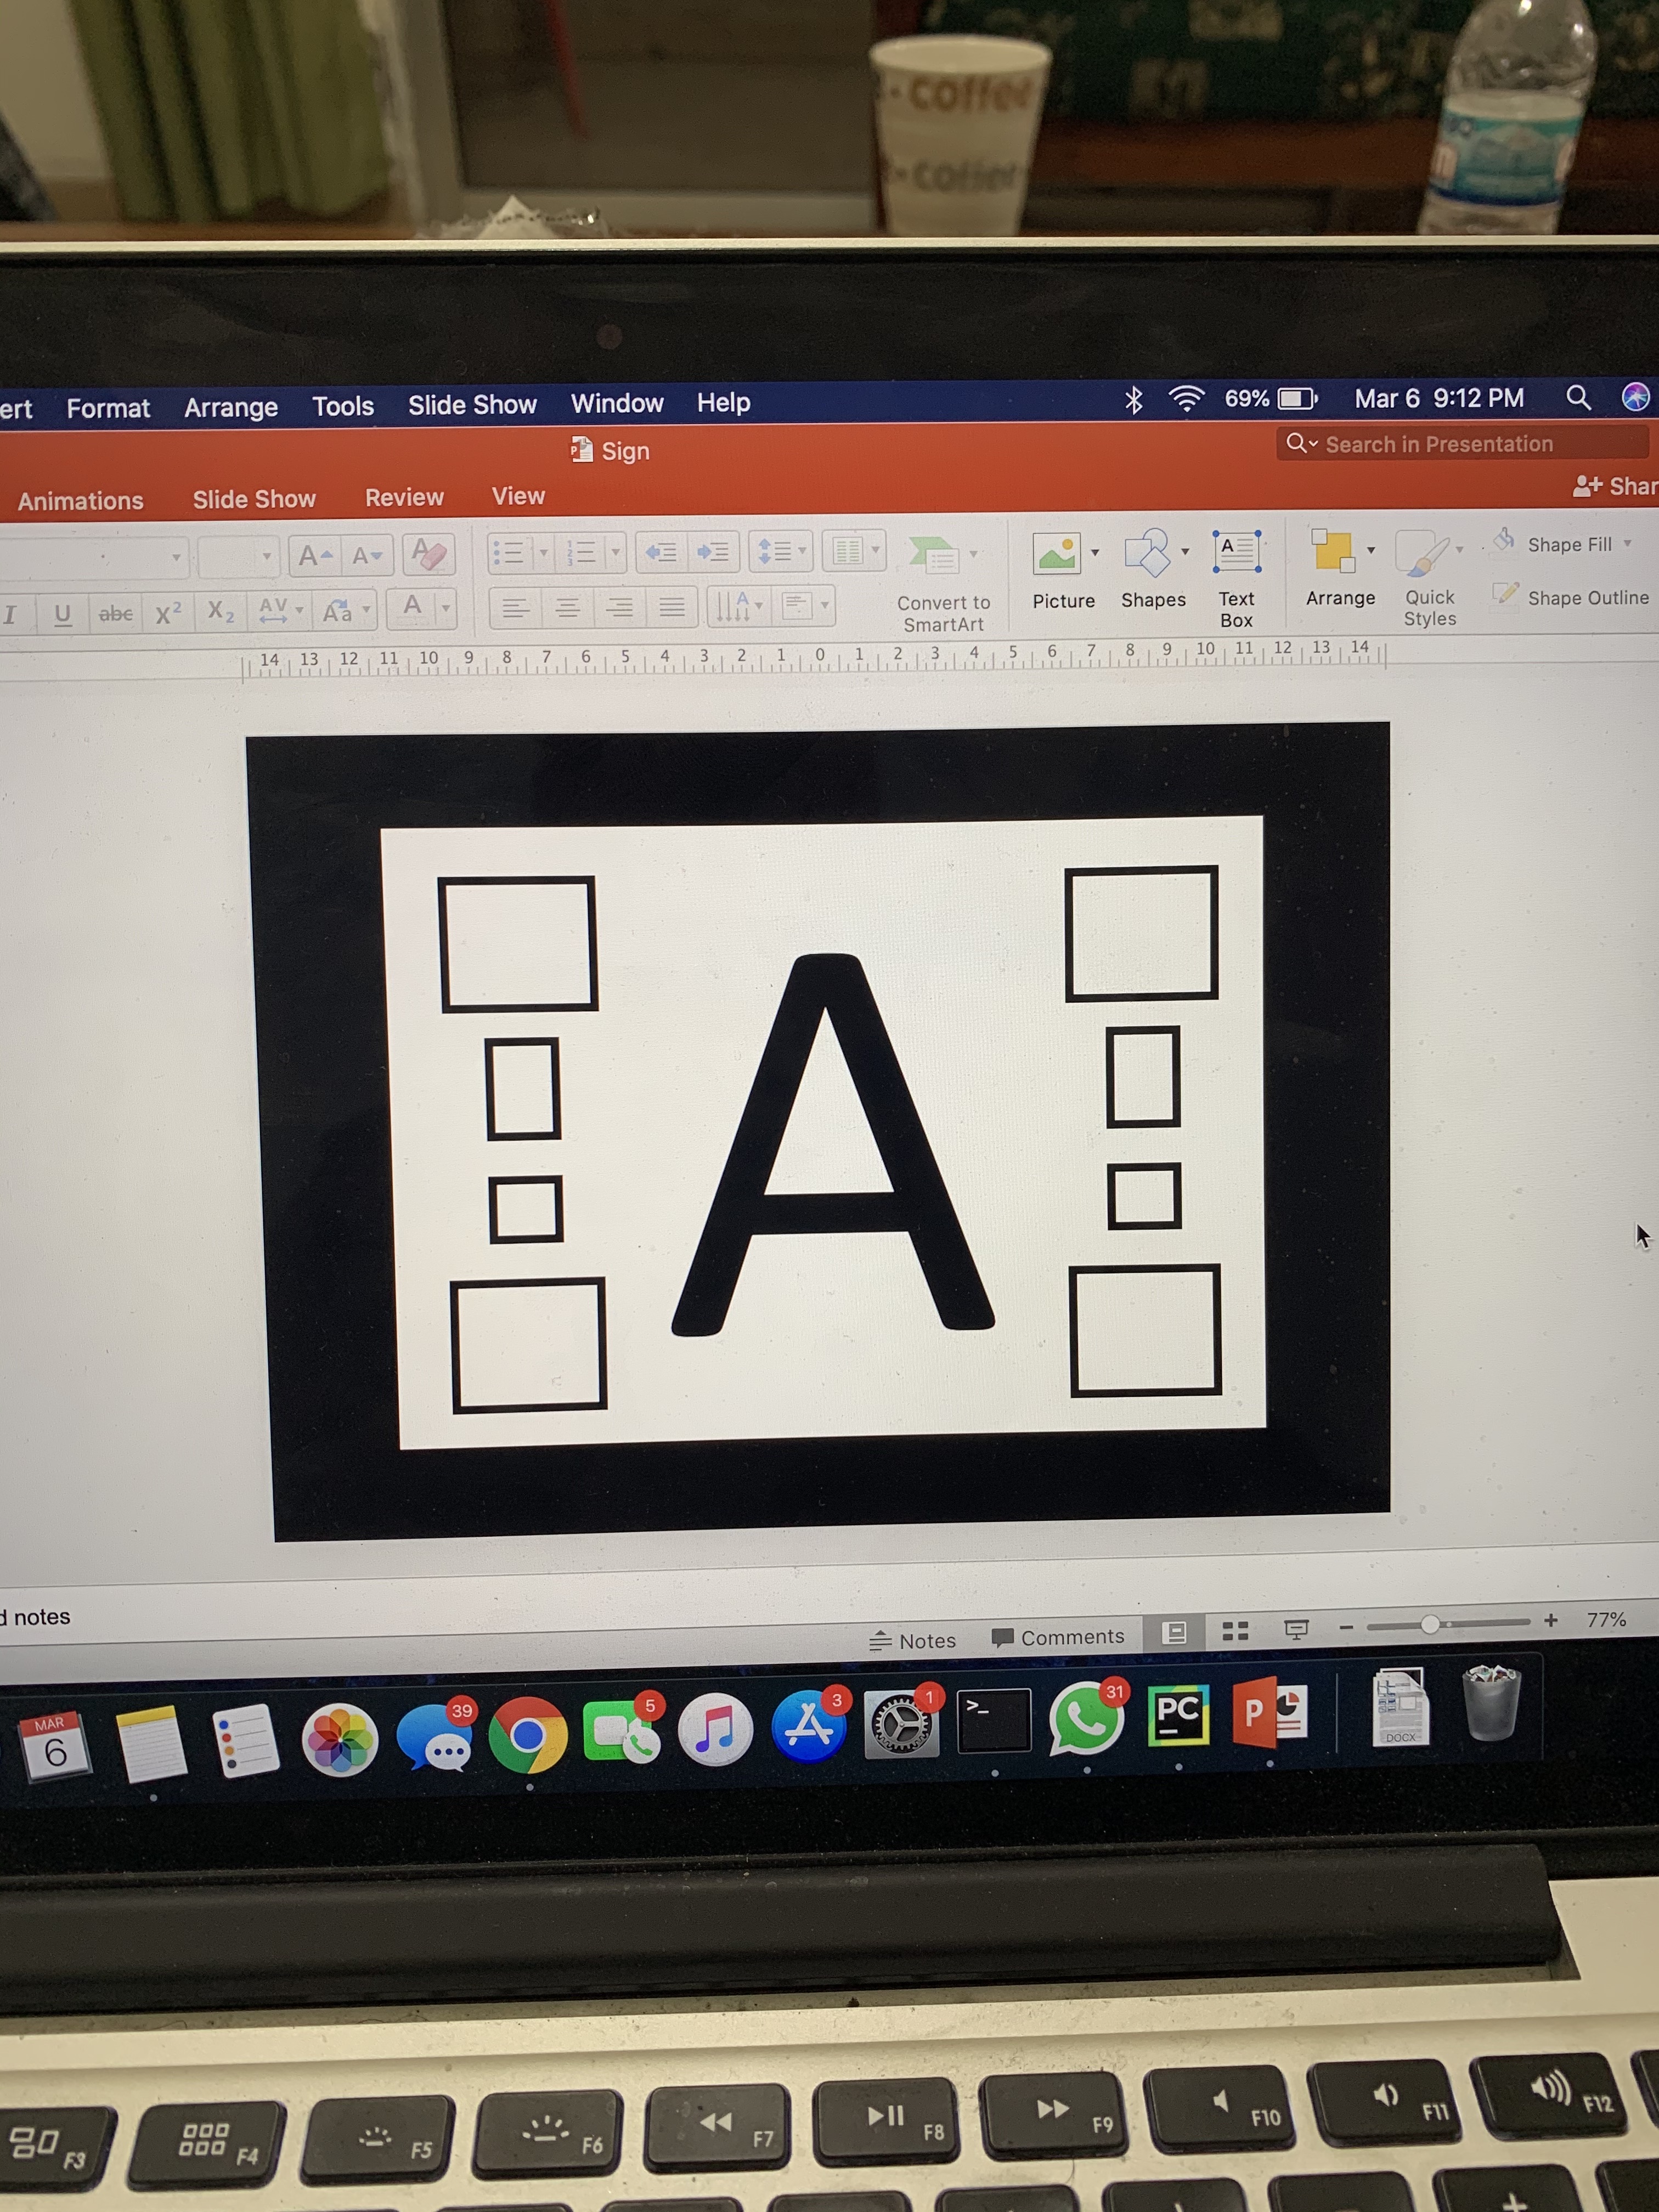 coffee
coffee
ert Format Arrange Tools Slide Show Window Help 69% Mar 6 9:12 PM
Sign
Search in Presentation
Animations Slide Show Review View
Shar
A A A
I U abc X2 X2 AV Aa A
A
Convert to SmartArt
Picture
Shapes
A
Text Box
Arrange
Quick Styles
Shape Fill
Shape Outline
14 13 12 11 10 9 8 7 6 5 4 3 2 1 0 1 2 3 4 5 6 7 8 9 10 11 12 13 14
A
d notes
Notes Comments 77%
MAR
6
39
5
3
1
>_
31
PC
P
DOCX
F3 F4 F5 F6 F7 F8 F9 F10 F11 F12